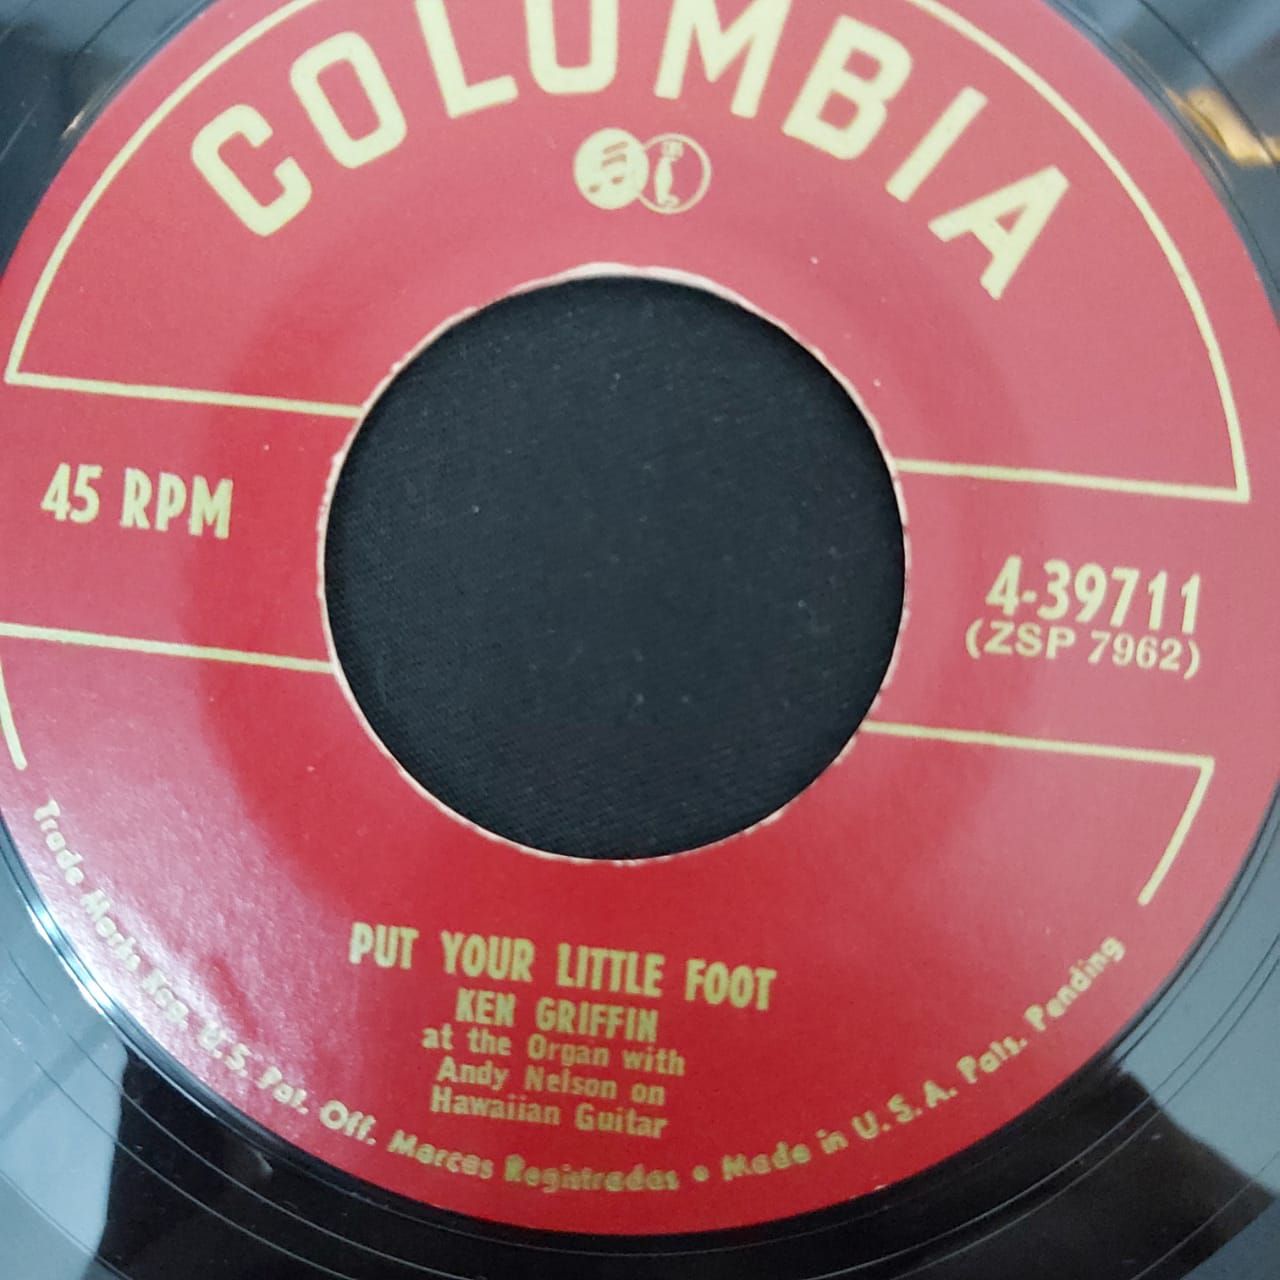 COLUMBIA
45 RPM
4-39711
(ZSP 7962)
PUT YOUR LITTLE FOOT
KEN GRIFFIN
at the Organ with
Andy Nelson on
Hawaiian Guitar
Trade Marks Reg. U.S. Pat. Off. Marcas Registradas • Made in U. S. A. Pats. Pending